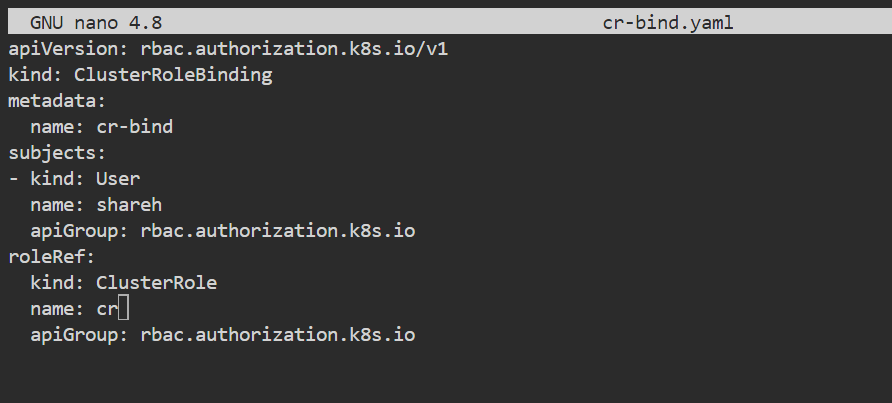 GNU nano 4.8 cr-bind.yaml
apiVersion: rbac.authorization.k8s.io/v1
kind: ClusterRoleBinding
metadata:
  name: cr-bind
subjects:
- kind: User
  name: shareh
  apiGroup: rbac.authorization.k8s.io
roleRef:
  kind: ClusterRole
  name: cr
  apiGroup: rbac.authorization.k8s.io